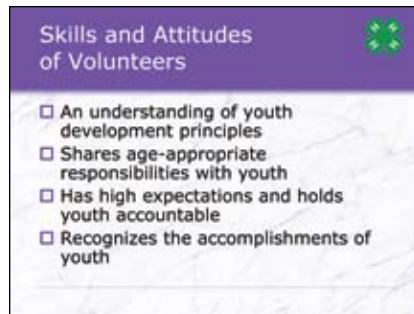 Skills and Attitudes
of Volunteers
An understanding of youth
development principles
Shares age-appropriate
responsibilities with youth
Has high expectations and holds
youth accountable
Recognizes the accomplishments of
youth